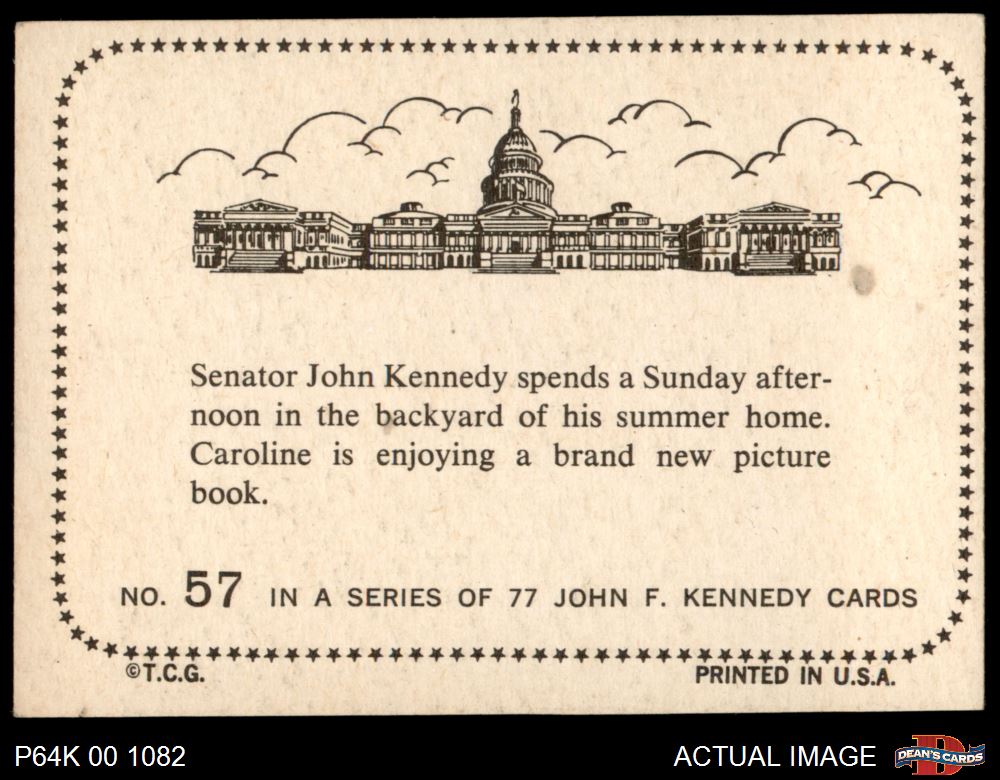 Senator John Kennedy spends a Sunday after-
noon in the backyard of his summer home.
Caroline is enjoying a brand new picture
book.
NO. 57 IN A SERIES OF 77 JOHN F. KENNEDY CARDS
©T.C.G. PRINTED IN U.S.A.
P64K 00 1082 ACTUAL IMAGE DEAN'S CARDS